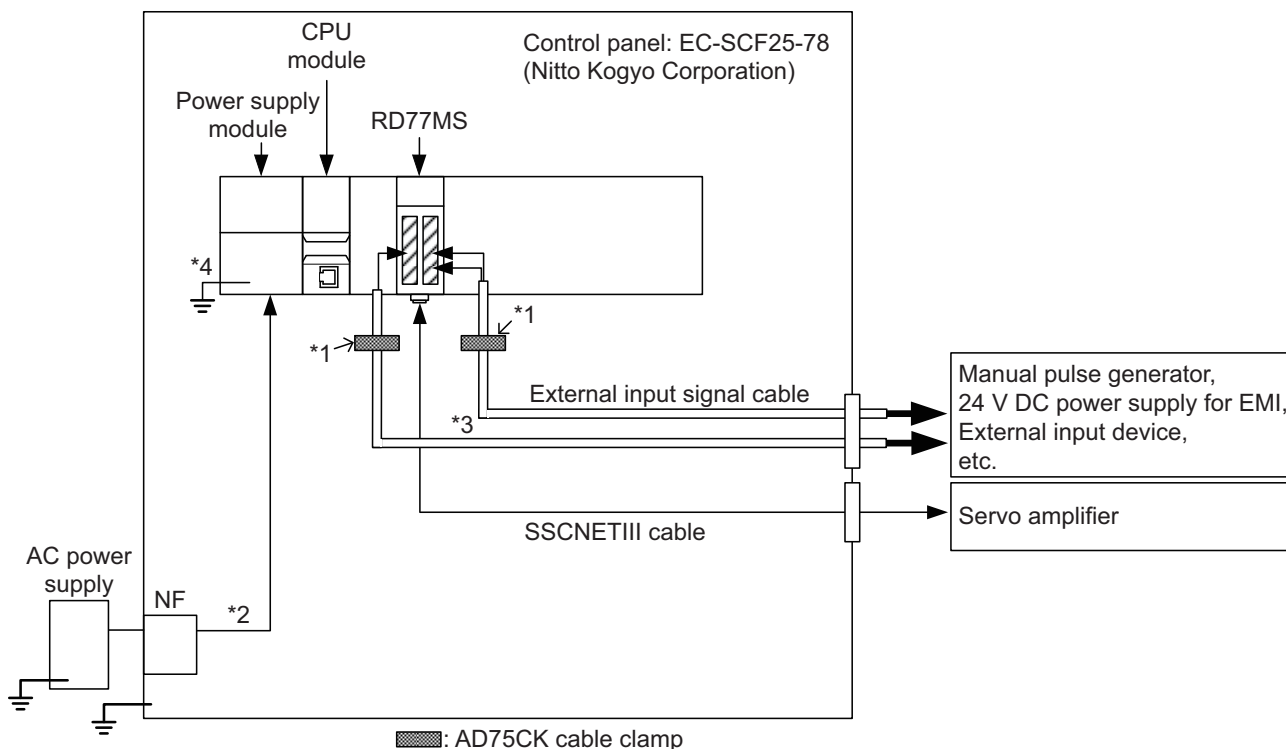 CPU
module
Control panel: EC-SCF25-78
(Nitto Kogyo Corporation)
Power supply
module
RD77MS
*4
*1
*1
External input signal cable
*3
Manual pulse generator,
24 V DC power supply for EMI,
External input device,
etc.
SSCNETIII cable
Servo amplifier
AC power
supply
NF
*2
: AD75CK cable clamp